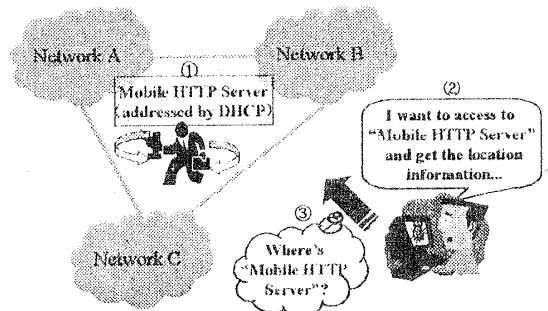 Network A
Network B
①
Mobile HTTP Server
(addressed by DHCP)
②
I want to access to
“Mobile HTTP Server”
and get the location
information...
③
Where's
“Mobile HTTP
Server”?
Network C